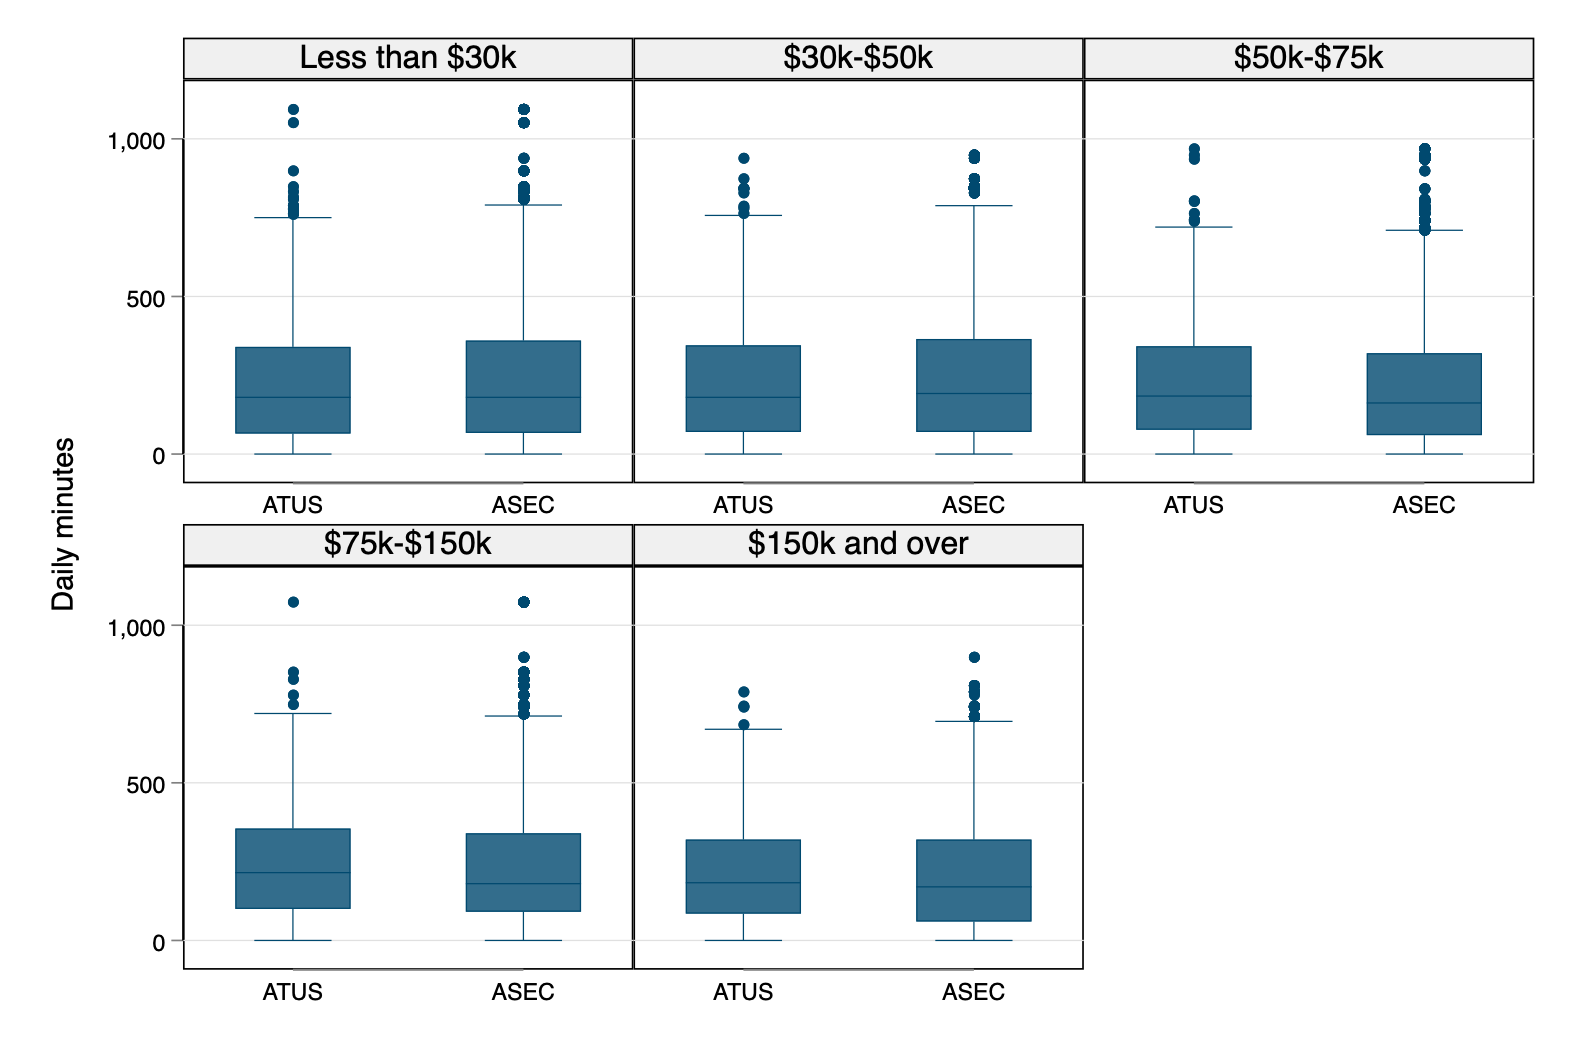 Daily minutes
Less than $30k
$30k-$50k
$50k-$75k
1,000
500
0
ATUS
ASEC
ATUS
ASEC
ATUS
ASEC
$75k-$150k
$150k and over
1,000
500
0
ATUS
ASEC
ATUS
ASEC